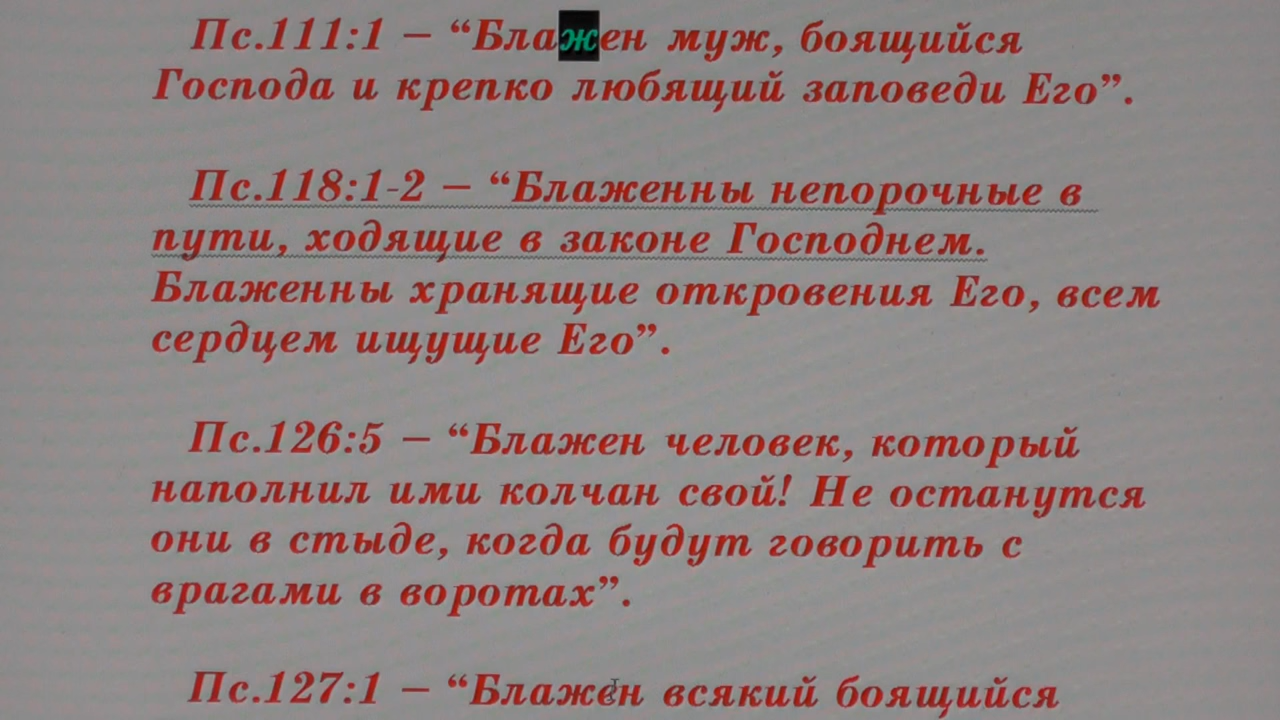 Пс.111:1 – “Блажен муж, боящийся
Господа и крепко любящий заповеди Его”.
Пс.118:1-2 – “Блаженны непорочные в
пути, ходящие в законе Господнем.
Блаженны хранящие откровения Его, всем
сердцем ищущие Его”.
Пс.126:5 – “Блажен человек, который
наполнил ими колчан свой! Не останутся
они в стыде, когда будут говорить с
врагами в воротах”.
Пс.127:1 – “Блажен всякий боящийся